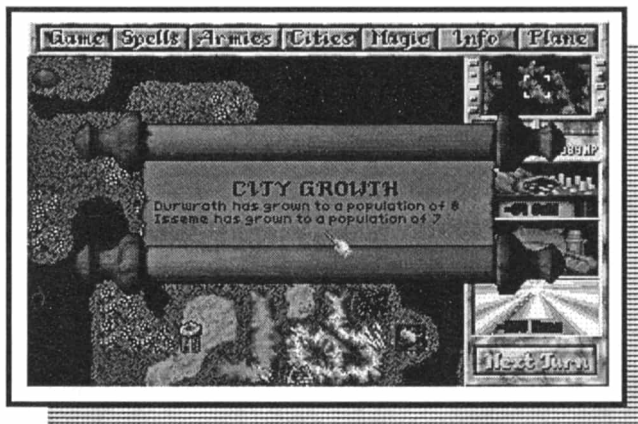 Game Spells Armies Cities Magic Info Plane
CITY GROWTH
Durwrath has grown to a population of 8
Isseme has grown to a population of 7
Next Turn